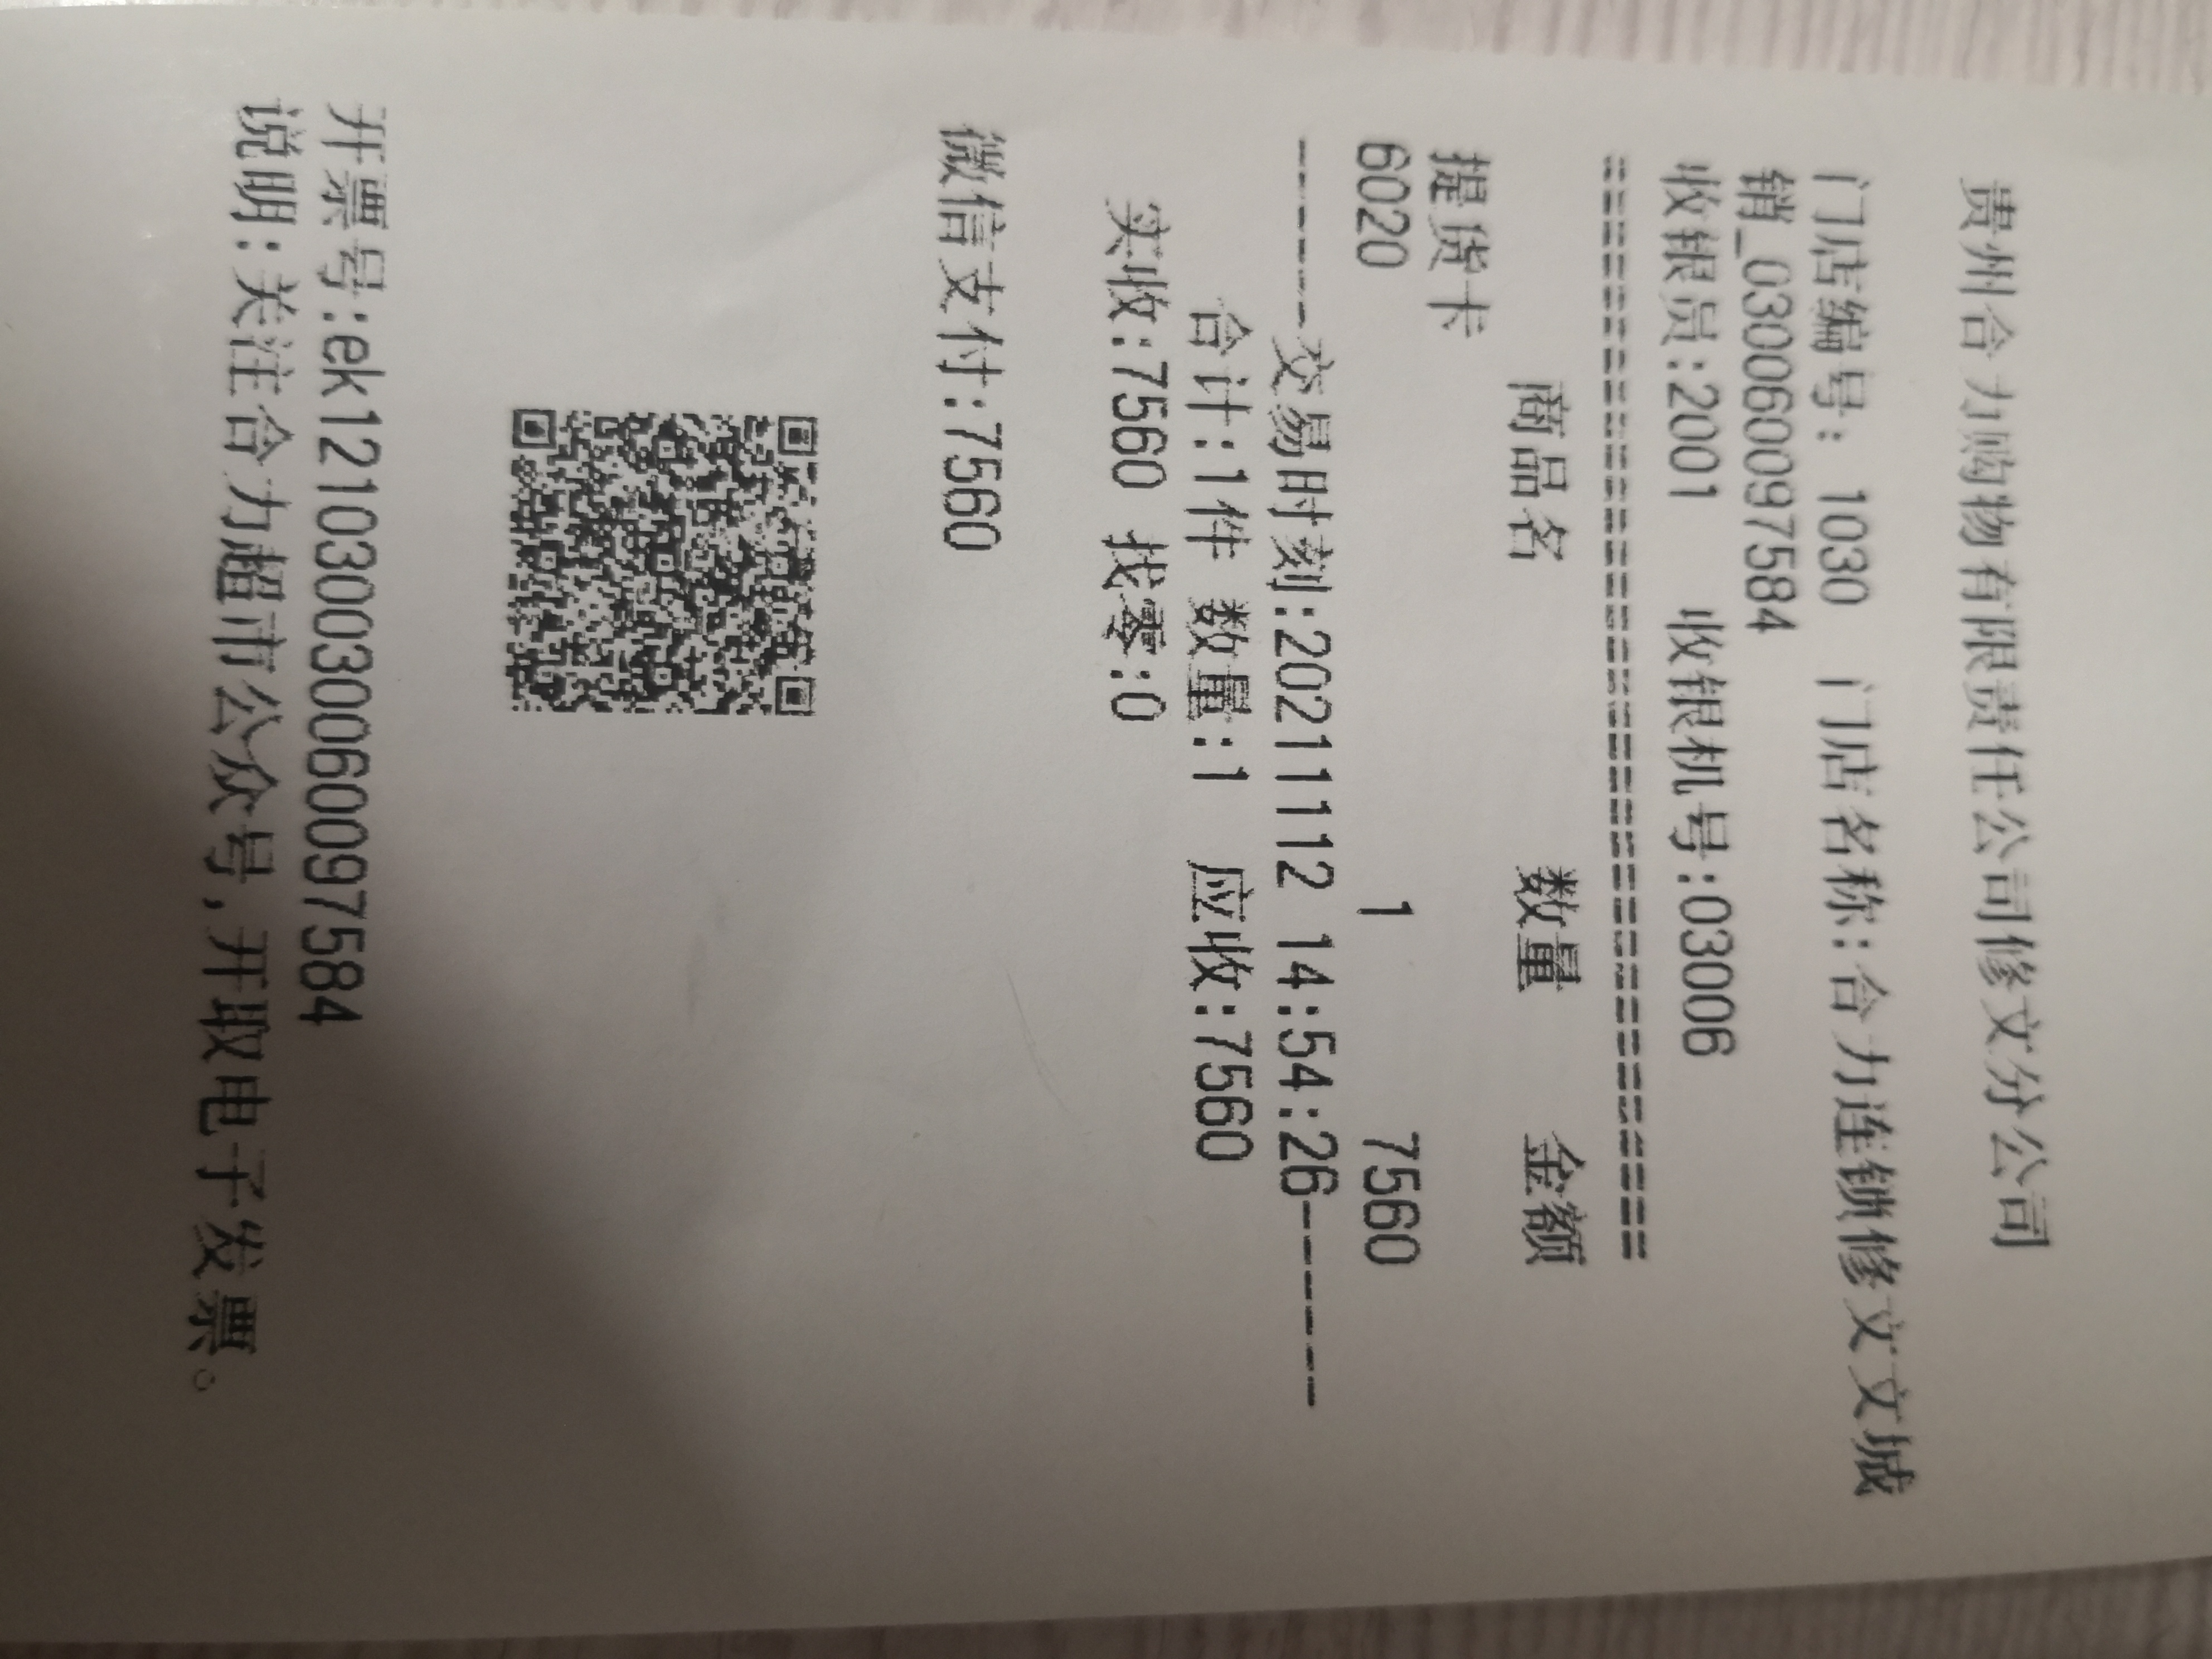 贵州合力购物有限责任公司修文分公司
门店编号: 1030 门店名称:合力连锁修文文城
销_03006009​7584
收银员:2001 收银机号:03006
================================
商品名 数量 金额
提货卡
6020 1 7560
------交易时刻:20211112 14:54:26------
合计:1件 数量:1 应收:7560
实收:7560 找零:0
微信支付:7560
开票号:ek1210300300600​97584
说明:关注合力超市公众号,开取电子发票。